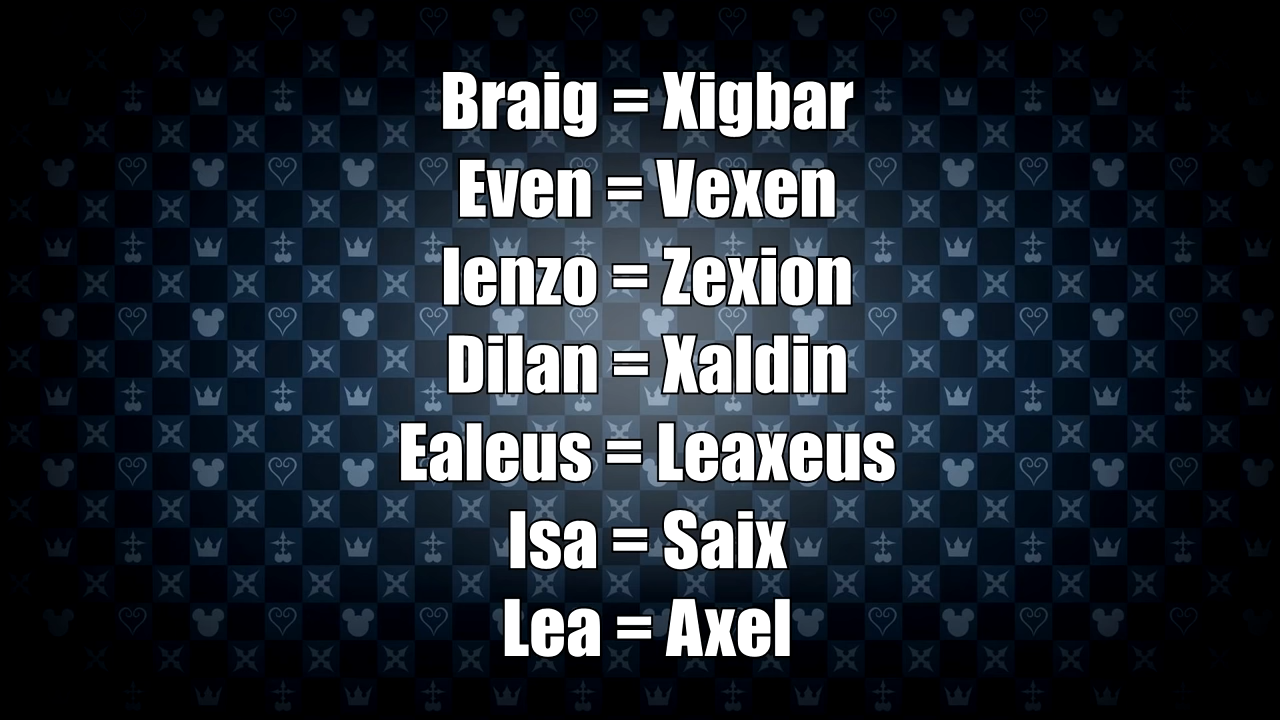 Braig = Xigbar
Even = Vexen
Ienzo = Zexion
Dilan = Xaldin
Ealeus = Leaxeus
Isa = Saix
Lea = Axel